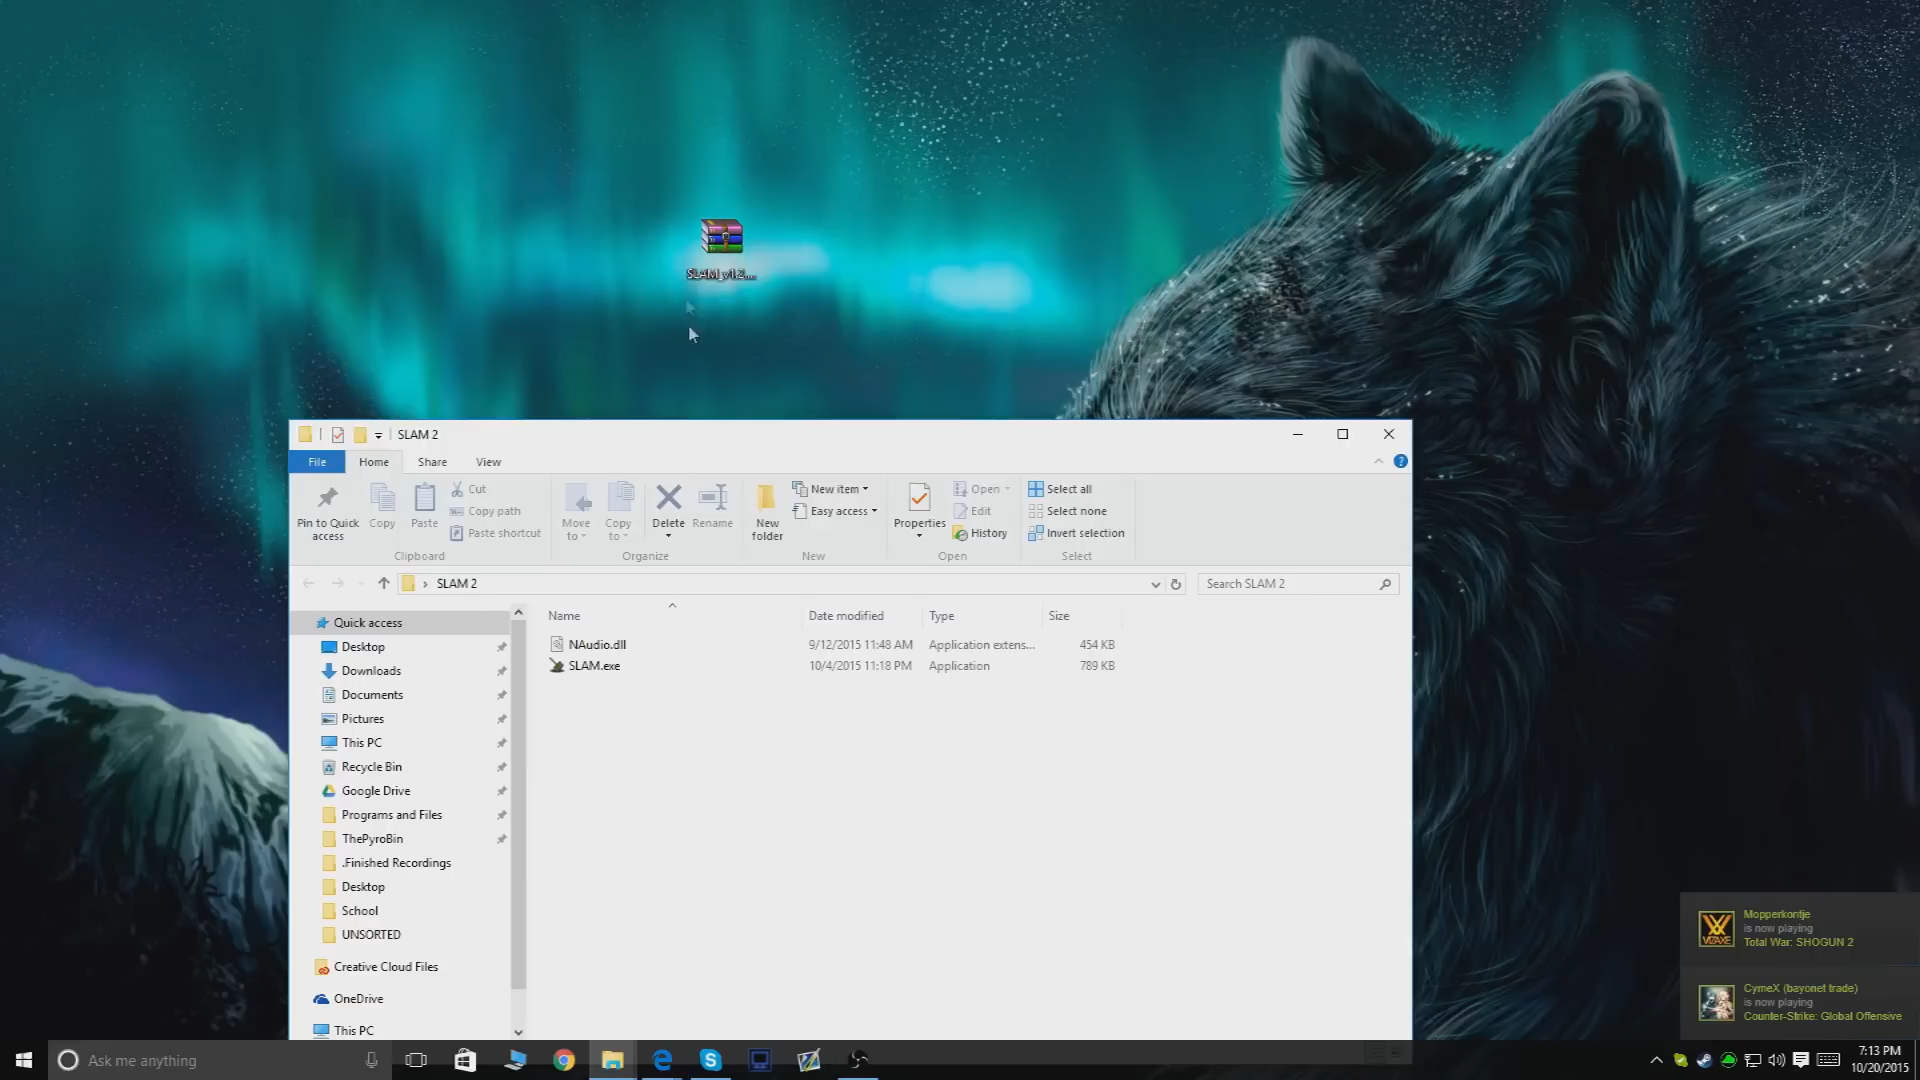 SLAM_v1.2....
SLAM 2
File
Home
Share
View
Pin to Quick access
Copy
Paste
Cut
Copy path
Paste shortcut
Clipboard
Move to
Copy to
Delete
Rename
Organize
New folder
New item
Easy access
New
Properties
Open
Edit
History
Open
Select all
Select none
Invert selection
Select
SLAM 2
Search SLAM 2
Name
Date modified
Type
Size
NAudio.dll
9/12/2015 11:48 AM
Application extens...
454 KB
SLAM.exe
10/4/2015 11:18 PM
Application
789 KB
Quick access
Desktop
Downloads
Documents
Pictures
This PC
Recycle Bin
Google Drive
Programs and Files
ThePyroBin
.Finished Recordings
Desktop
School
UNSORTED
Creative Cloud Files
OneDrive
This PC
Mopperkontje
is now playing
Total War: SHOGUN 2
CymeX (bayonet trade)
is now playing
Counter-Strike: Global Offensive
Ask me anything
7:13 PM
10/20/2015